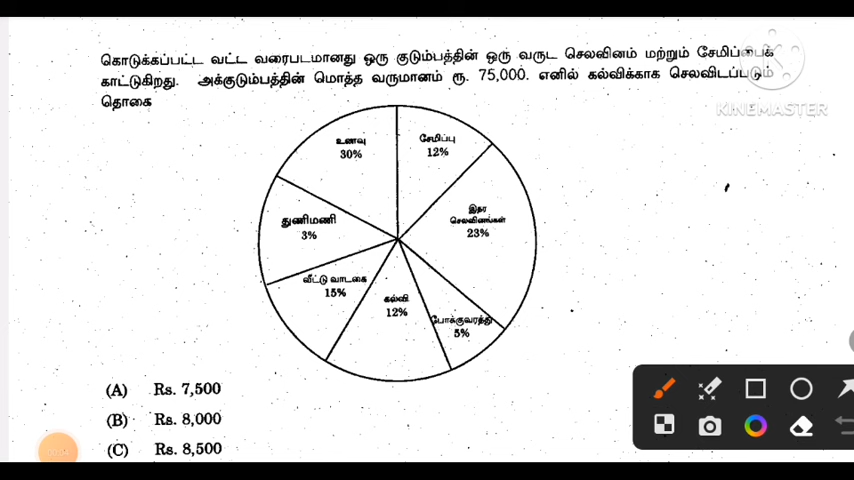 கொடுக்கப்பட்ட வட்ட வரைபடமானது ஒரு குடும்பத்தின் ஒரு வருட செலவினம் மற்றும் சேமிப்பைக்
காட்டுகிறது. அக்குடும்பத்தின் மொத்த வருமானம் ரூ. 75,000. எனில் கல்விக்காக செலவிடப்படும்
தொகை
KINEMASTER
உணவு
30%
சேமிப்பு
12%
இதர
செலவினங்கள்
23%
துணிமணி
3%
வீட்டு வாடகை
15%
கல்வி
12%
போக்குவரத்து
5%
(A) Rs. 7,500
(B) Rs. 8,000
(C) Rs. 8,500